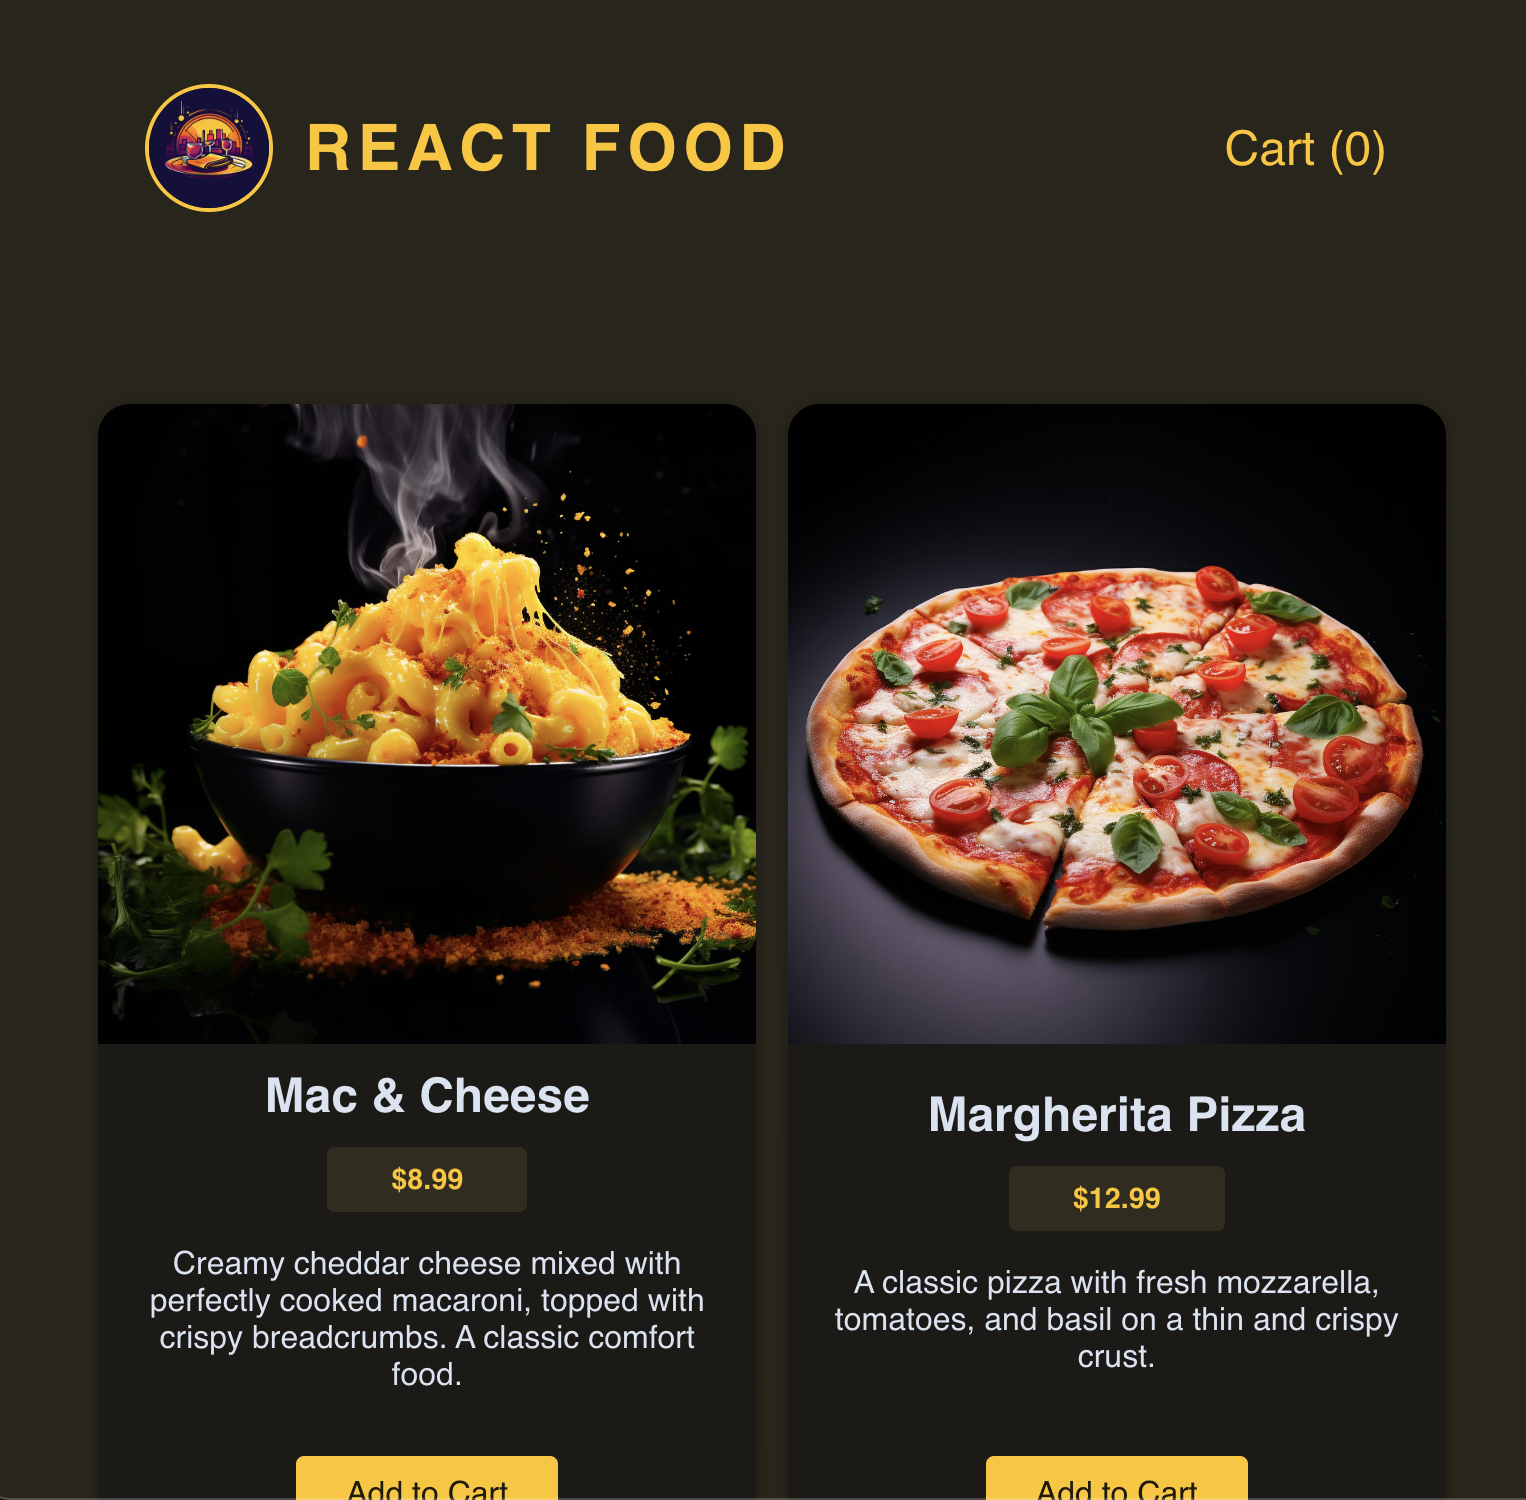 REACT FOOD
Cart (0)
Mac & Cheese
$8.99
Creamy cheddar cheese mixed with
perfectly cooked macaroni, topped with
crispy breadcrumbs. A classic comfort
food.
Add to Cart
Margherita Pizza
$12.99
A classic pizza with fresh mozzarella,
tomatoes, and basil on a thin and crispy
crust.
Add to Cart